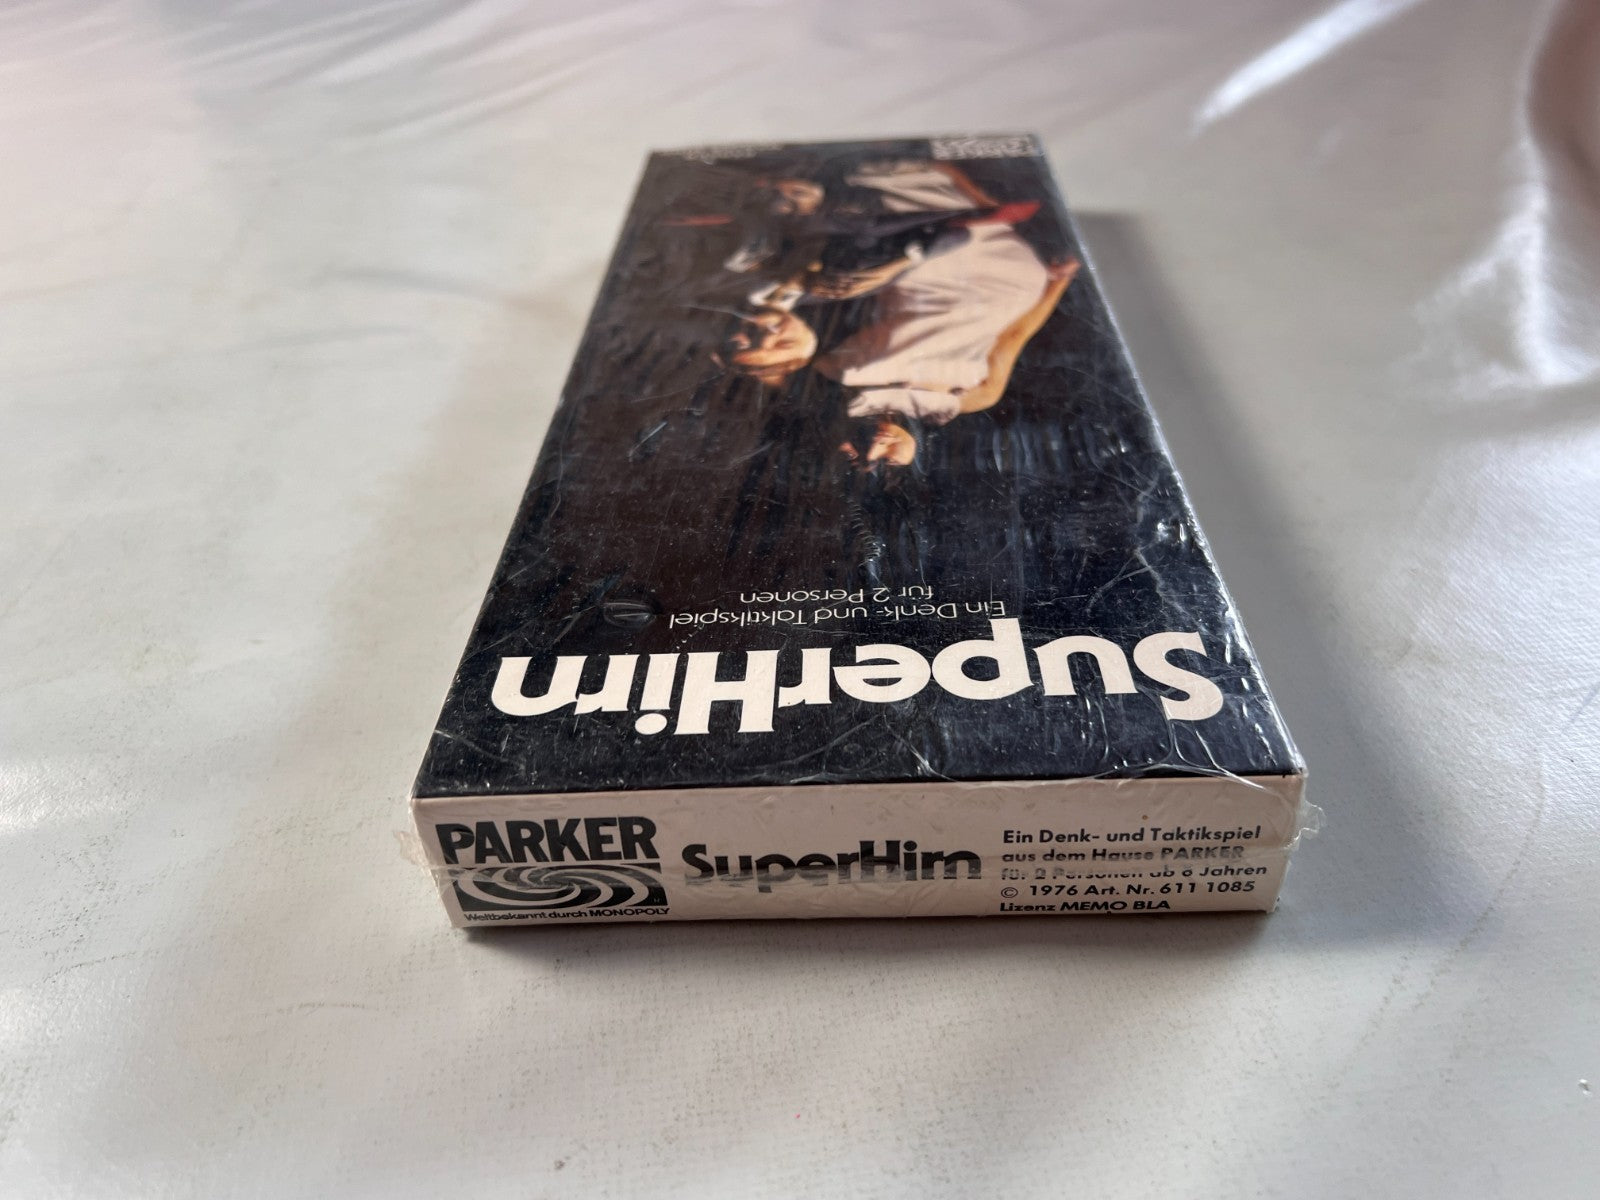 SuperHirn
Ein Denk- und Taktikspiel
für 2 Personen
PARKER
Weltbekannt durch MONOPOLY
SuperHirn
Ein Denk- und Taktikspiel
aus dem Hause PARKER
für 2 Personen ab 6 Jahren
© 1976 Art. Nr. 611 1085
Lizenz MEMO BLA